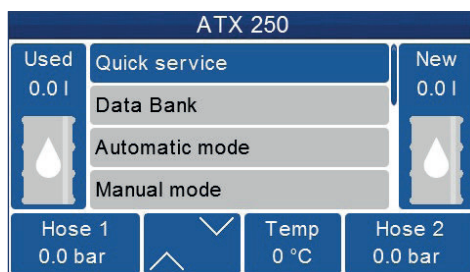 ATX 250
Used
0.0 l
Quick service
Data Bank
Automatic mode
Manual mode
New
0.0 l
Hose 1
0.0 bar
Temp
0 °C
Hose 2
0.0 bar